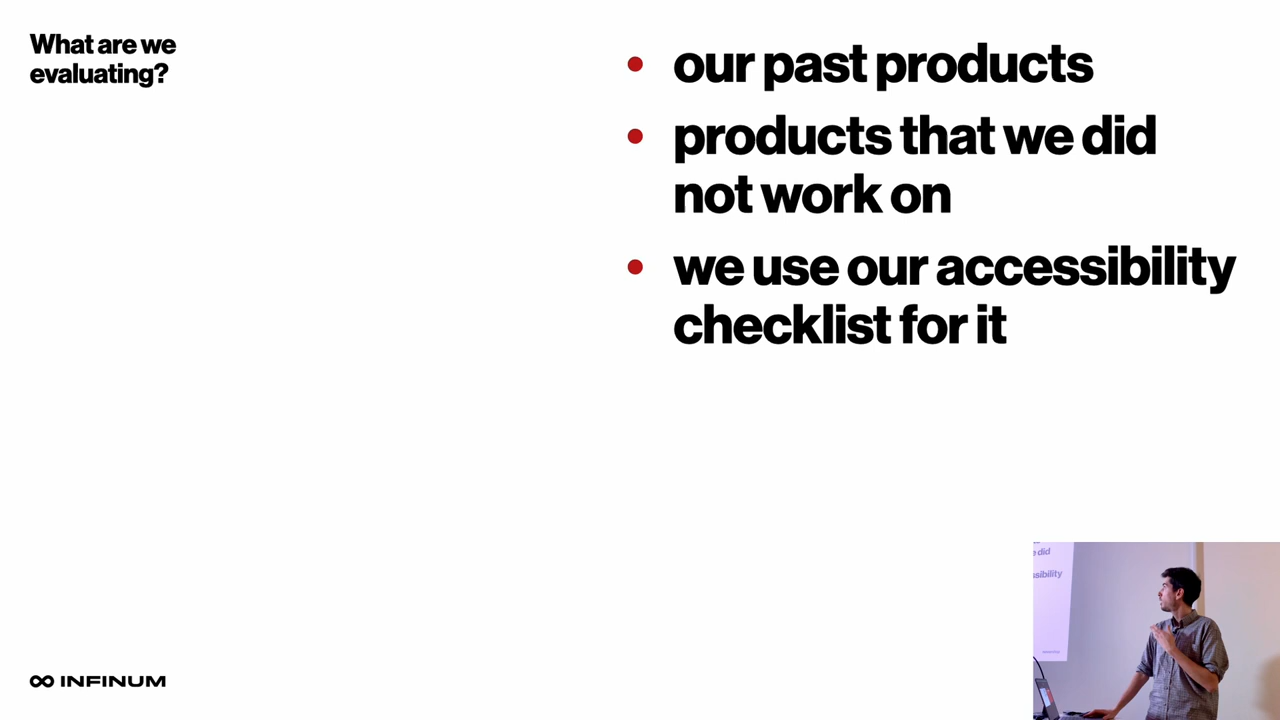 What are we
evaluating?
our past products
products that we did
not work on
we use our accessibility
checklist for it
INFINUM
did